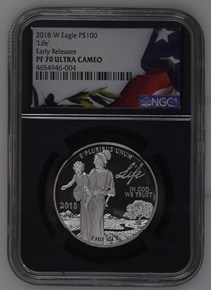 2018 W Eagle P$100
'Life'
Early Releases
PF 70 ULTRA CAMEO
4654946-004
NGC
E PLURIBUS UNUM
Life
IN GOD
WE TRUST
2018